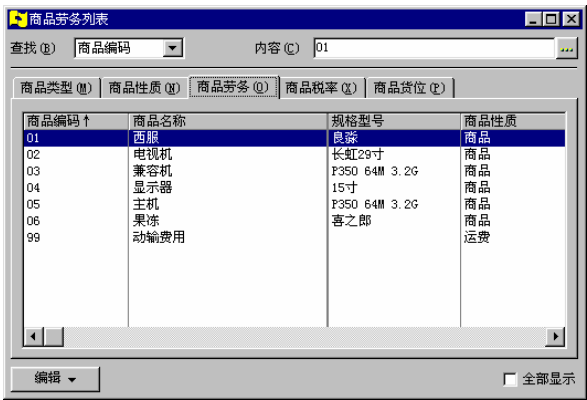 商品劳务列表
查找(B) 商品编码 内容(C) 01 ...
商品类型(M) 商品性质(N) 商品劳务(O) 商品税率(X) 商品货位(P)
商品编码↑ 商品名称 规格型号 商品性质
01 西服 良淼 商品
02 电视机 长虹29寸 商品
03 兼容机 P350 64M 3.2G 商品
04 显示器 15寸 商品
05 主机 P350 64M 3.2G 商品
06 果冻 喜之郎 商品
99 动输费用 运费
编辑 全部显示